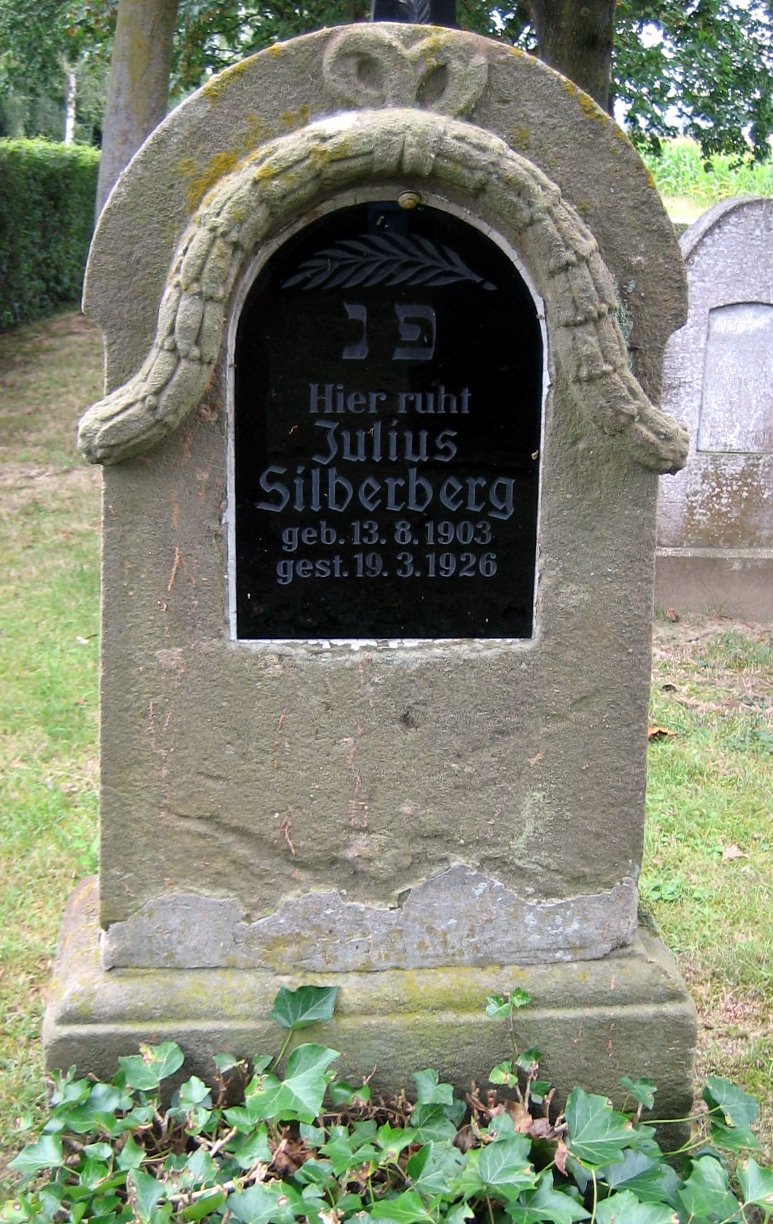 פ נ
Hier ruht
Julius
Silberberg
geb. 13. 8. 1903
gest. 19. 3. 1926